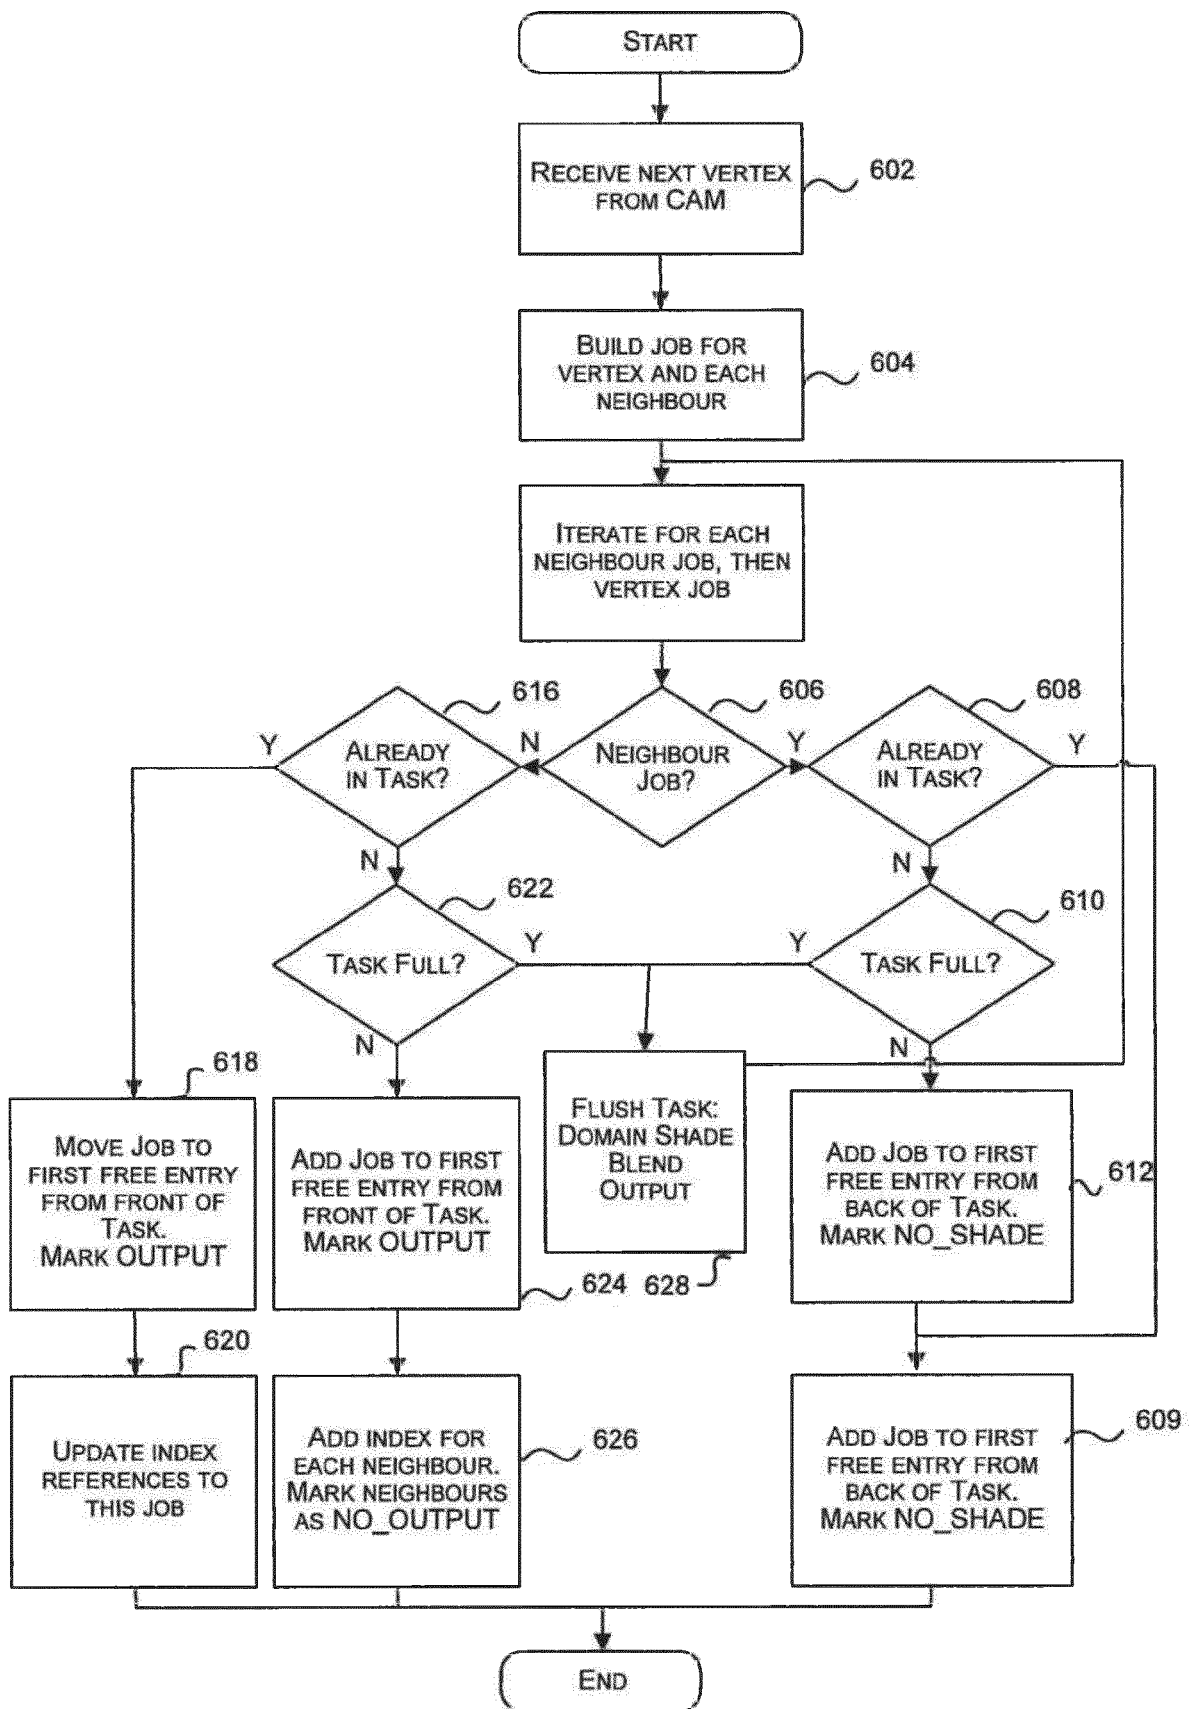 START
RECEIVE NEXT VERTEX
FROM CAM
602
BUILD JOB FOR
VERTEX AND EACH
NEIGHBOUR
604
ITERATE FOR EACH
NEIGHBOUR JOB, THEN
VERTEX JOB
616
606
608
Y
ALREADY
IN TASK?
N
NEIGHBOUR
JOB?
Y
ALREADY
IN TASK?
Y
N
N
622
610
TASK FULL?
Y
Y
TASK FULL?
N
N
618
MOVE JOB TO
FIRST FREE ENTRY
FROM FRONT OF
TASK.
MARK OUTPUT
ADD JOB TO FIRST
FREE ENTRY FROM
FRONT OF TASK.
MARK OUTPUT
624
FLUSH TASK:
DOMAIN SHADE
BLEND
OUTPUT
628
ADD JOB TO FIRST
FREE ENTRY FROM
BACK OF TASK.
MARK NO_SHADE
612
620
UPDATE INDEX
REFERENCES TO
THIS JOB
ADD INDEX FOR
EACH NEIGHBOUR.
MARK NEIGHBOURS
AS NO_OUTPUT
626
ADD JOB TO FIRST
FREE ENTRY FROM
BACK OF TASK.
MARK NO_SHADE
609
END